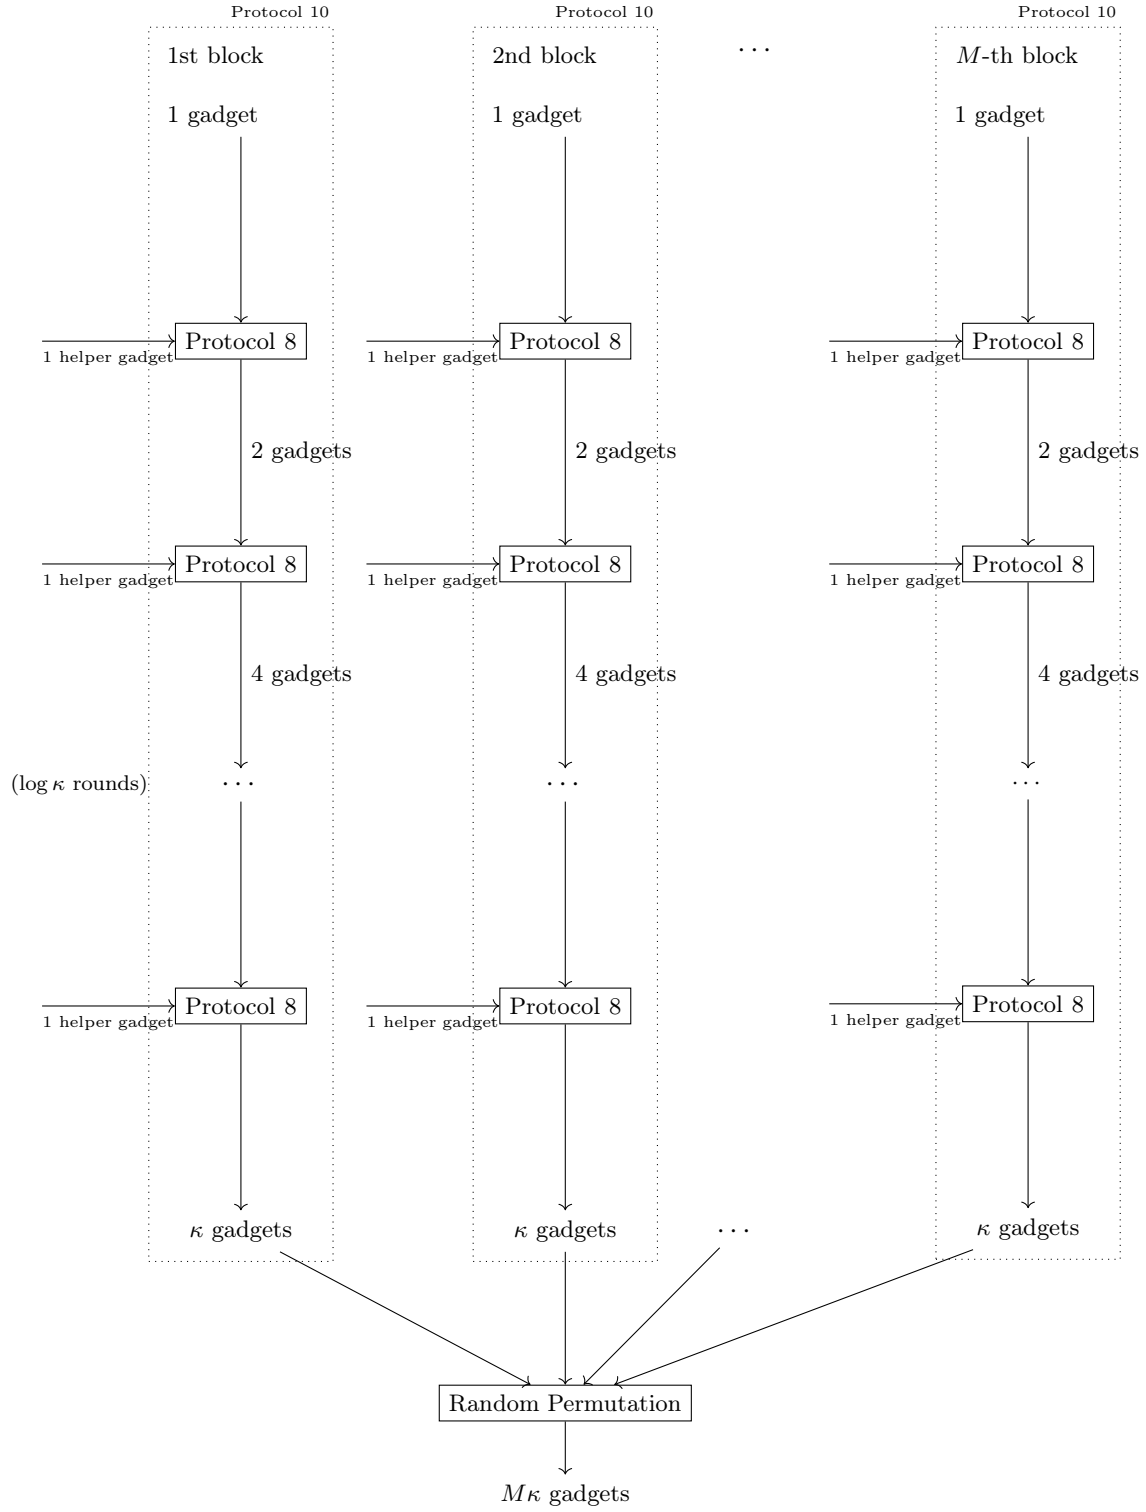 Protocol 10 Protocol 10 Protocol 10
1st block 2nd block ... M-th block
1 gadget 1 gadget 1 gadget
Protocol 8 Protocol 8 Protocol 8
1 helper gadget 1 helper gadget 1 helper gadget
2 gadgets 2 gadgets 2 gadgets
Protocol 8 Protocol 8 Protocol 8
1 helper gadget 1 helper gadget 1 helper gadget
4 gadgets 4 gadgets 4 gadgets
(log κ rounds) ... ... ...
Protocol 8 Protocol 8 Protocol 8
1 helper gadget 1 helper gadget 1 helper gadget
κ gadgets κ gadgets ... κ gadgets
Random Permutation
Mκ gadgets